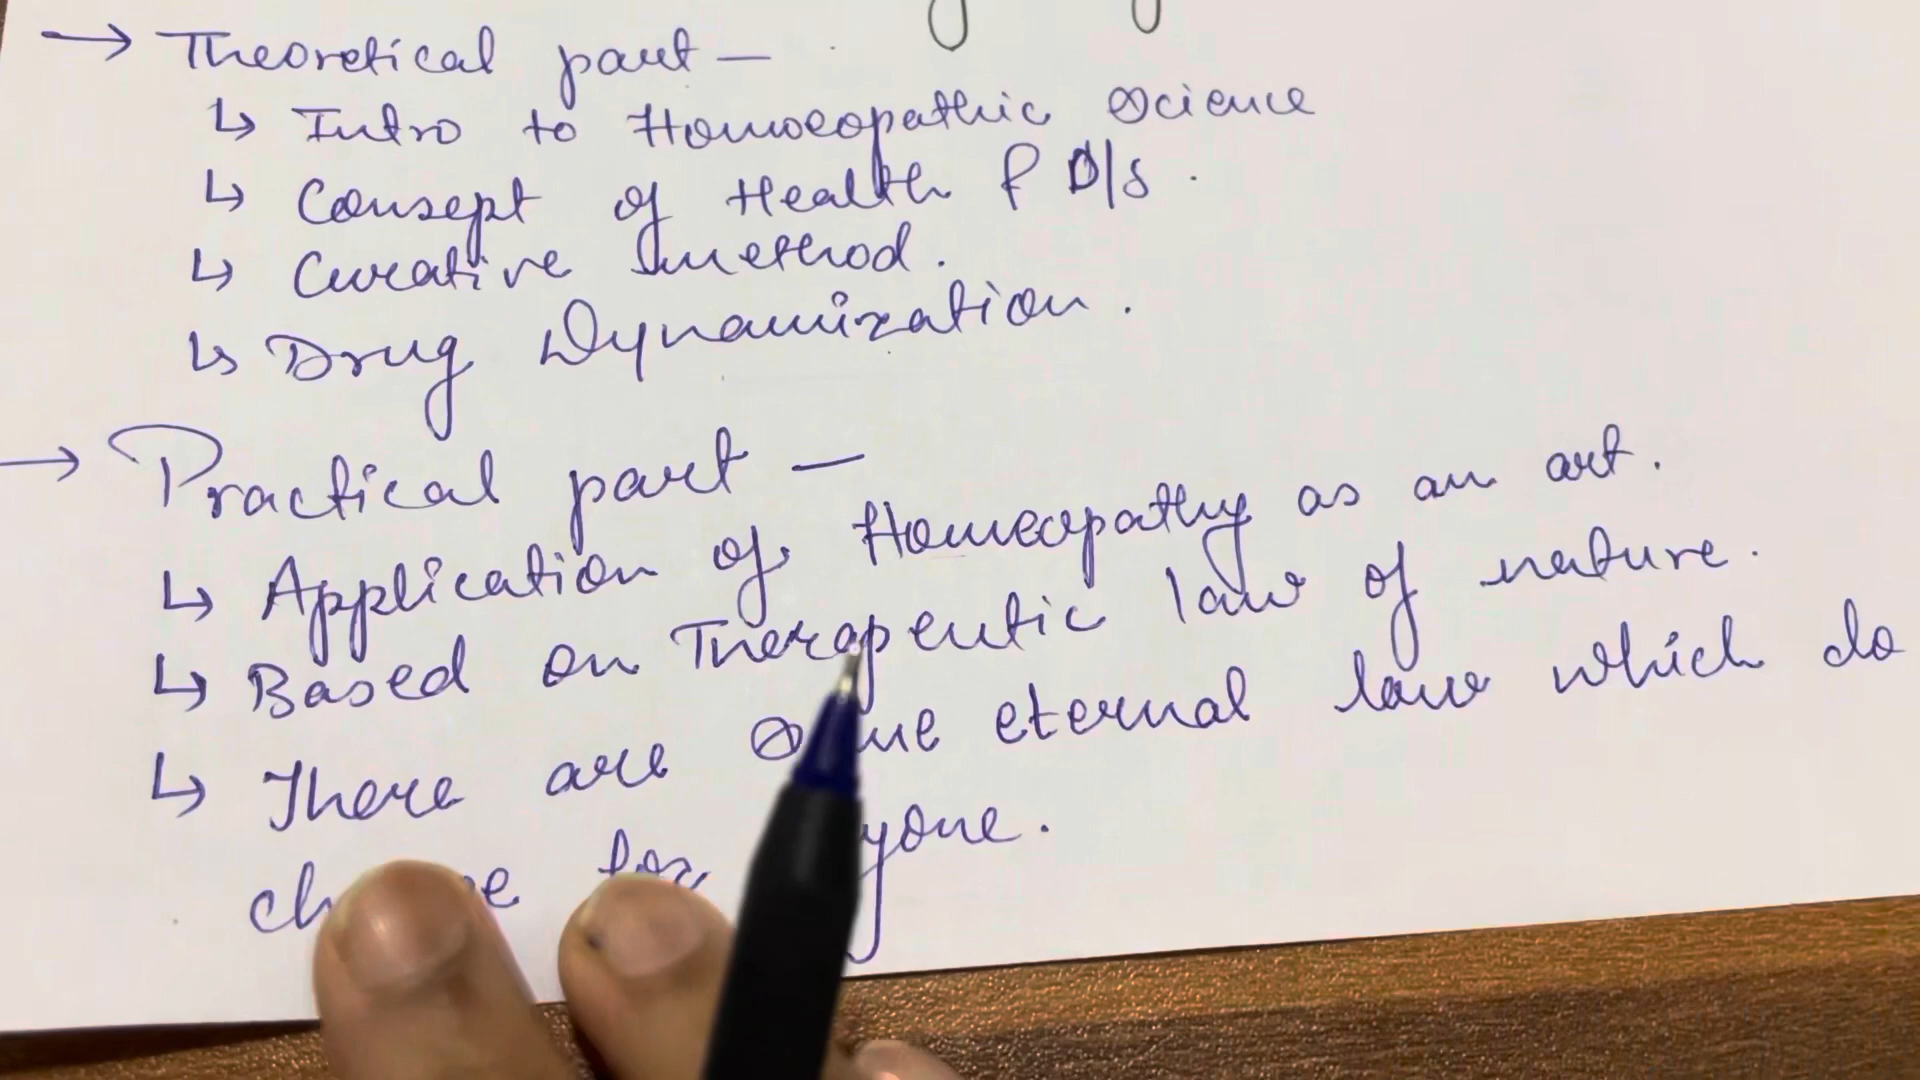 → Theoretical part —
↳ Intro to Homoeopathic Science
↳ Consept of Health & D/s.
↳ Curative method.
↳ Drug Dynamization.
→ Practical part —
↳ Application of Homeopathy as an art.
↳ Based on Therapeutic law of nature.
↳ There are eternal law which do
for